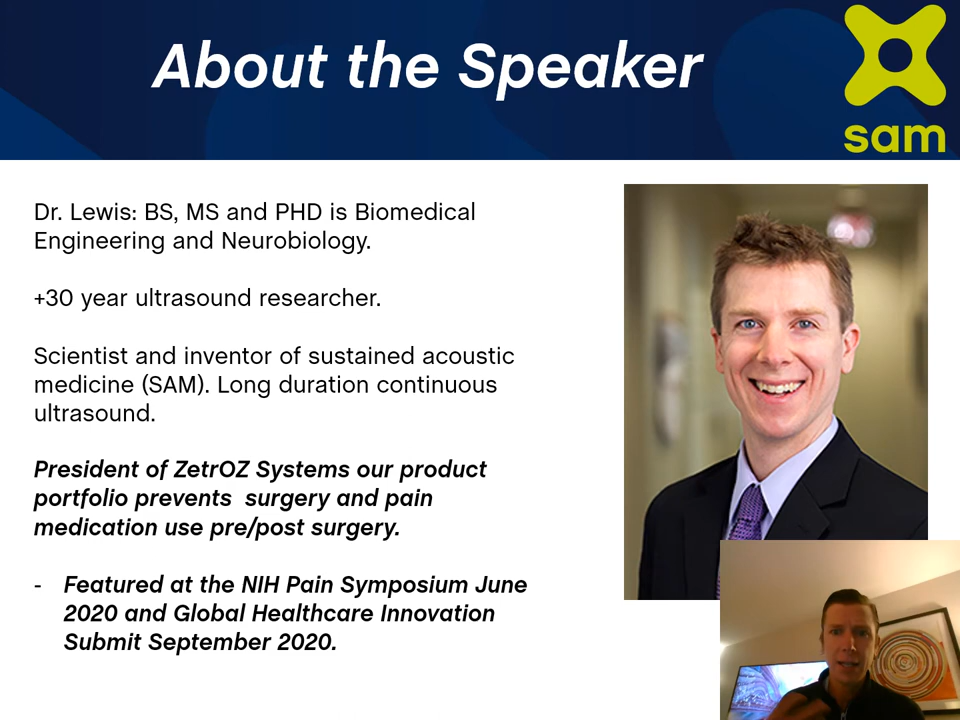 About the Speaker
sam
Dr. Lewis: BS, MS and PHD is Biomedical
Engineering and Neurobiology.
+30 year ultrasound researcher.
Scientist and inventor of sustained acoustic
medicine (SAM). Long duration continuous
ultrasound.
President of ZetrOZ Systems our product
portfolio prevents  surgery and pain
medication use pre/post surgery.
- Featured at the NIH Pain Symposium June
2020 and Global Healthcare Innovation
Submit September 2020.